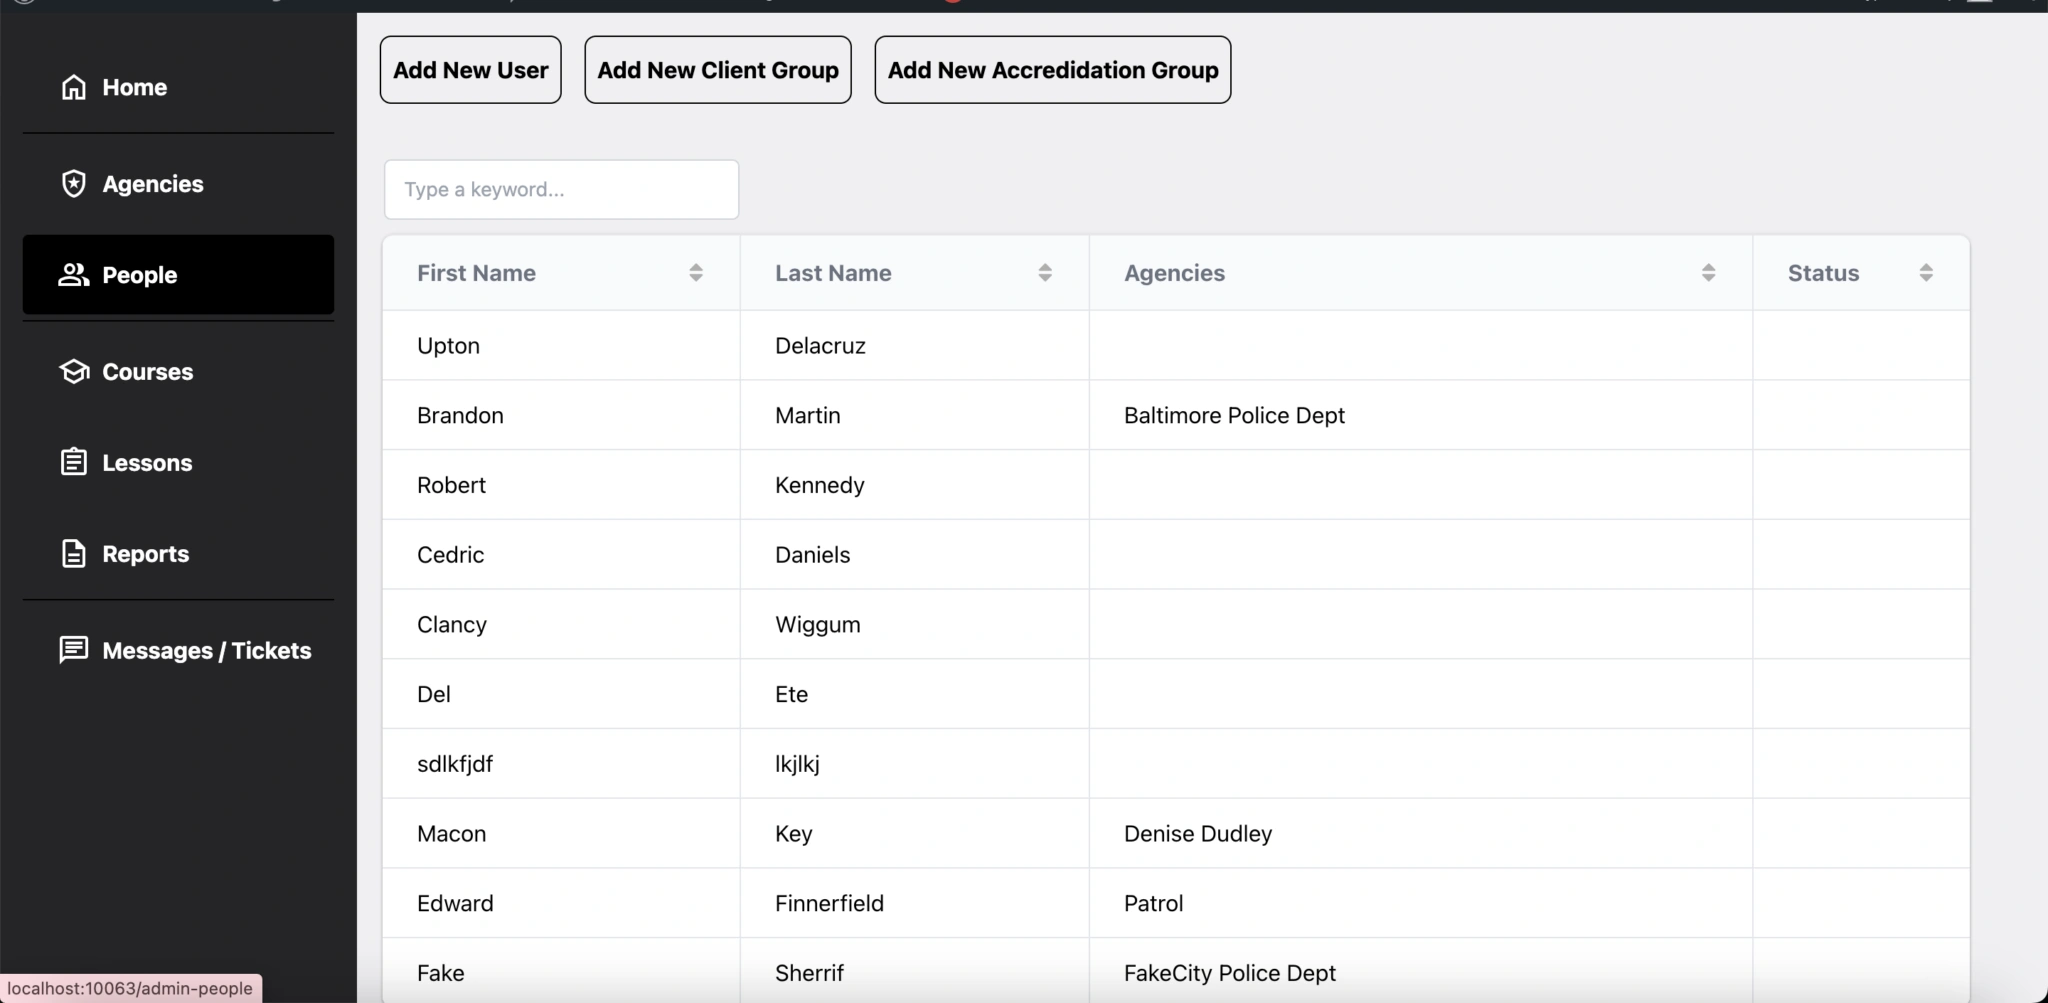 Home
Agencies
People
Courses
Lessons
Reports
Messages / Tickets
Add New User Add New Client Group Add New Accredidation Group
Type a keyword...
First Name Last Name Agencies Status
Upton Delacruz
Brandon Martin Baltimore Police Dept
Robert Kennedy
Cedric Daniels
Clancy Wiggum
Del Ete
sdlkfjdf lkjlkj
Macon Key Denise Dudley
Edward Finnerfield Patrol
Fake Sherrif FakeCity Police Dept
localhost:10063/admin-people